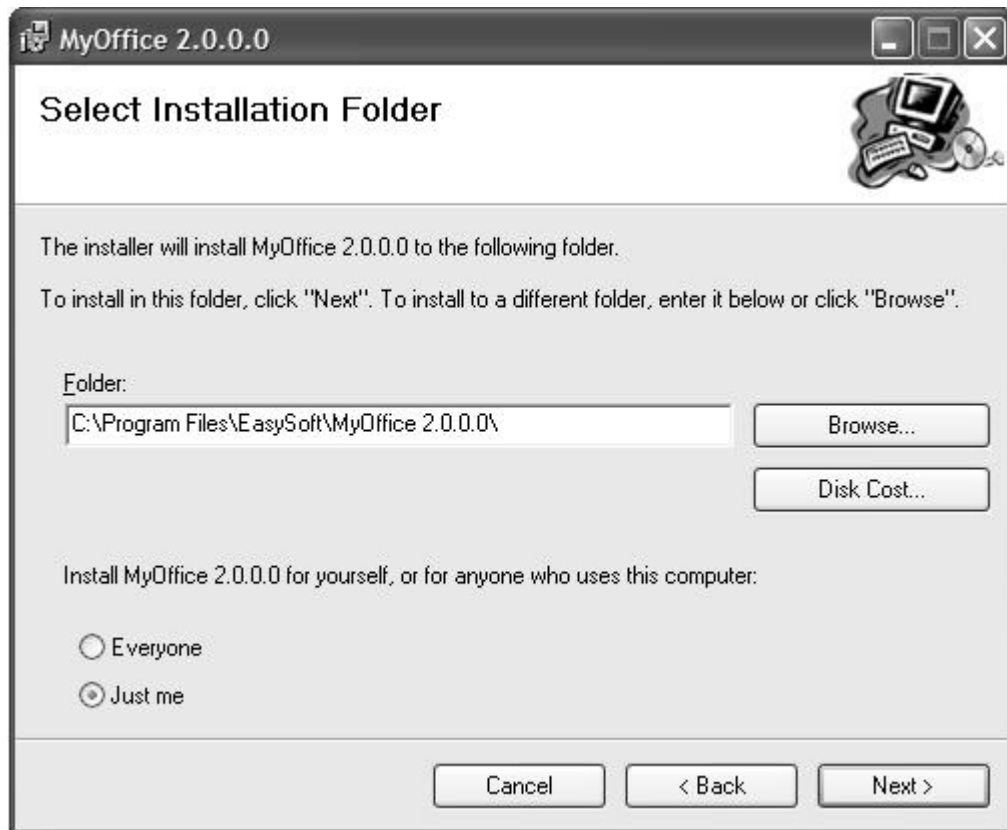 MyOffice 2.0.0.0
Select Installation Folder
The installer will install MyOffice 2.0.0.0 to the following folder.
To install in this folder, click "Next". To install to a different folder, enter it below or click "Browse".
Folder:
C:\Program Files\EasySoft\MyOffice 2.0.0.0\
Browse...
Disk Cost...
Install MyOffice 2.0.0.0 for yourself, or for anyone who uses this computer:
Everyone
Just me
Cancel
< Back
Next >